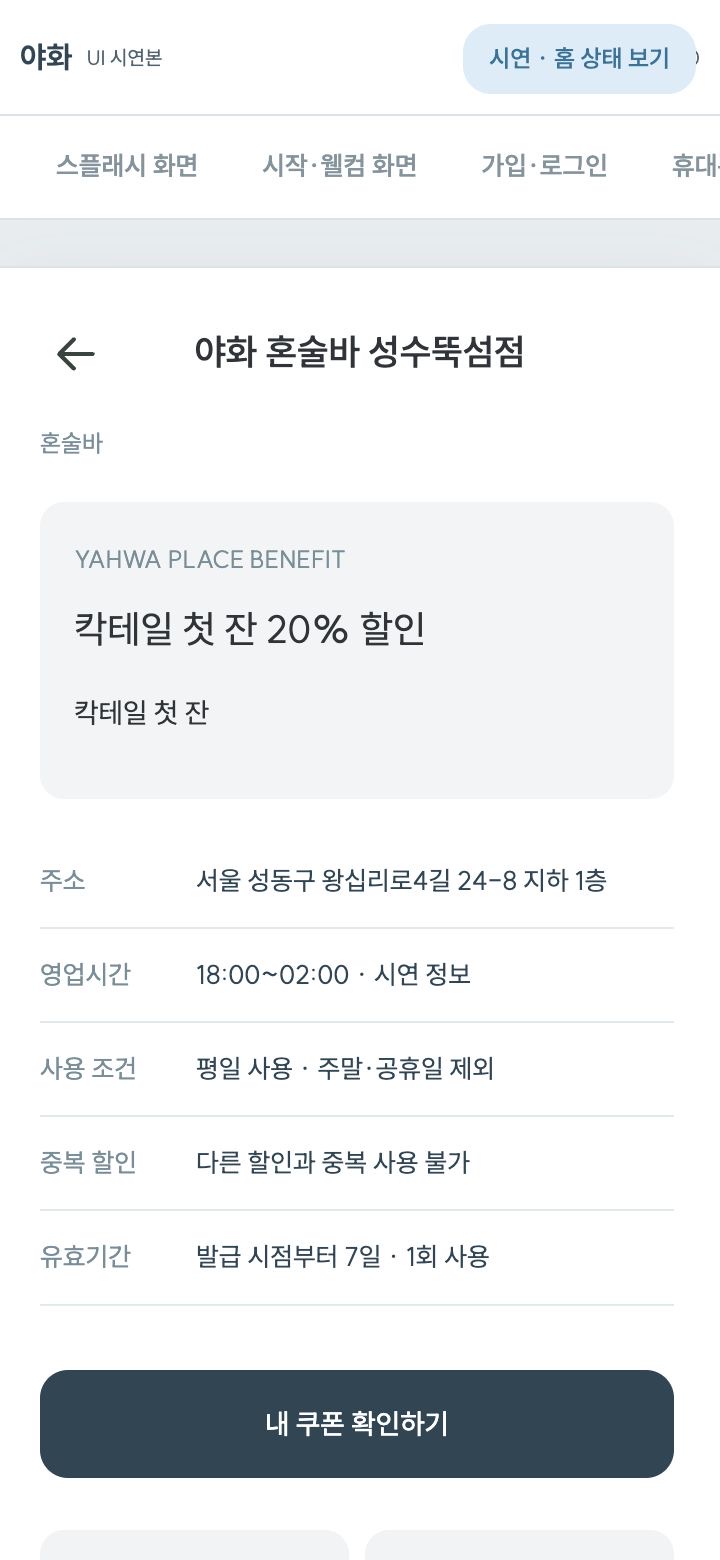 야화 UI 시연본
시연 · 홈 상태 보기
스플래시 화면 시작·웰컴 화면 가입·로그인 휴대
야화 혼술바 성수뚝섬점
혼술바
YAHWA PLACE BENEFIT
칵테일 첫 잔 20% 할인
칵테일 첫 잔
주소 서울 성동구 왕십리로4길 24-8 지하 1층
영업시간 18:00~02:00 · 시연 정보
사용 조건 평일 사용 · 주말·공휴일 제외
중복 할인 다른 할인과 중복 사용 불가
유효기간 발급 시점부터 7일 · 1회 사용
내 쿠폰 확인하기